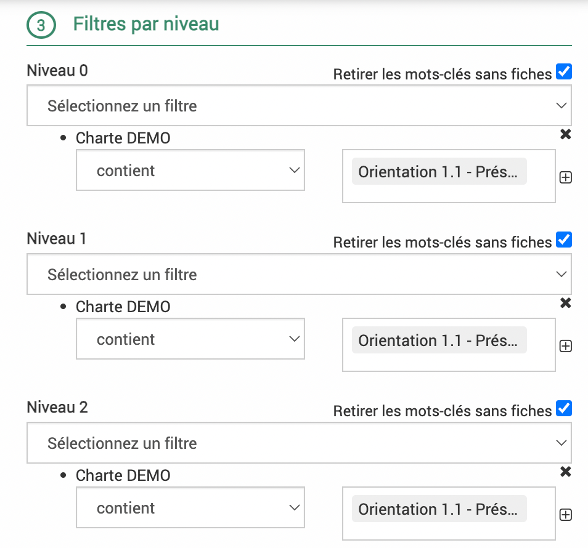 3 Filtres par niveau
Niveau 0 Retirer les mots-clés sans fiches
Sélectionnez un filtre
• Charte DEMO
contient Orientation 1.1 - Prés...
Niveau 1 Retirer les mots-clés sans fiches
Sélectionnez un filtre
• Charte DEMO
contient Orientation 1.1 - Prés...
Niveau 2 Retirer les mots-clés sans fiches
Sélectionnez un filtre
• Charte DEMO
contient Orientation 1.1 - Prés...